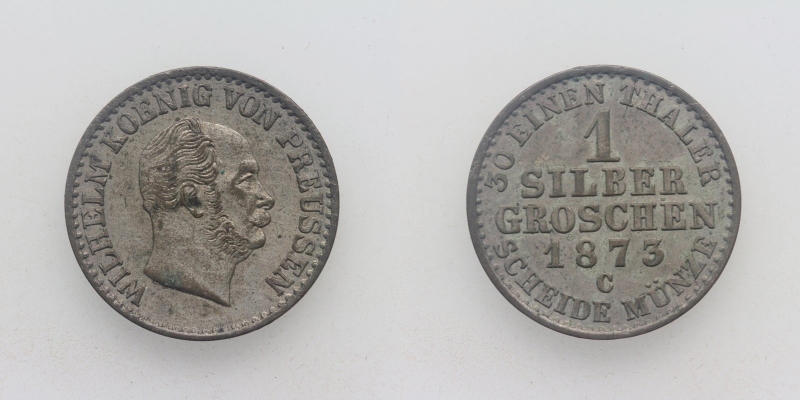 WILHELM KOENIG VON PREUSSEN
30 EINEN THALER
1
SILBER
GROSCHEN
1873
C
SCHEIDE MÜNZE